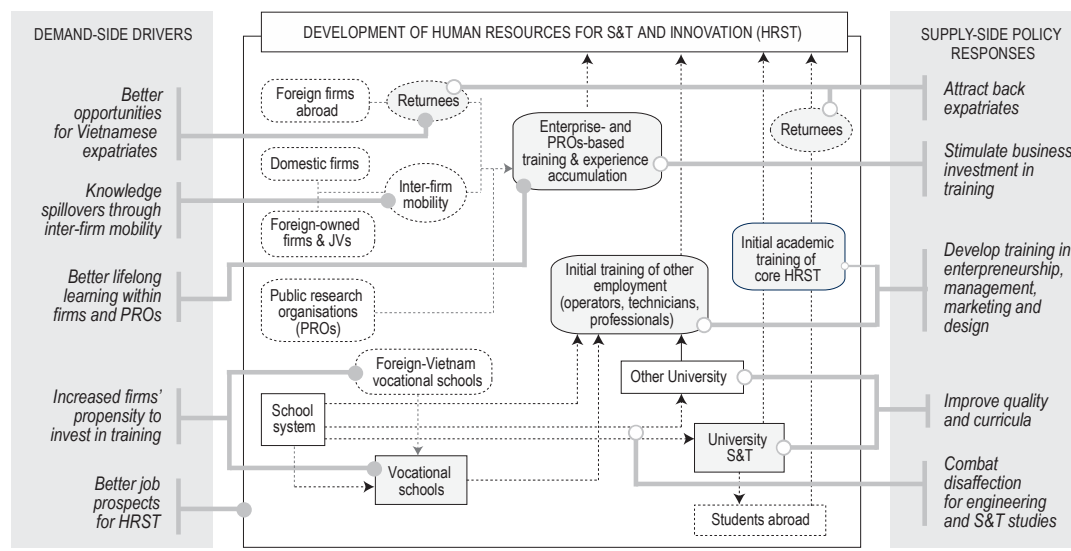 DEMAND-SIDE DRIVERS
Better
opportunities
for Vietnamese
expatriates
Knowledge
spillovers through
inter-firm mobility
Better lifelong
learning within
firms and PROs
Increased firms'
propensity to
invest in training
Better job
prospects
for HRST
DEVELOPMENT OF HUMAN RESOURCES FOR S&T AND INNOVATION (HRST)
Foreign firms
abroad
Returnees
Domestic firms
Inter-firm
mobility
Foreign-owned
firms & JVs
Public research
organisations
(PROs)
Enterprise- and
PROs-based
training & experience
accumulation
Returnees
Initial academic
training of
core HRST
Initial training of other
employment
(operators, technicians,
professionals)
Foreign-Vietnam
vocational schools
Other University
School
system
University
S&T
Vocational
schools
Students abroad
SUPPLY-SIDE POLICY
RESPONSES
Attract back
expatriates
Stimulate business
investment in
training
Develop training in
enterpreneurship,
management,
marketing and
design
Improve quality
and curricula
Combat
disaffection
for engineering
and S&T studies